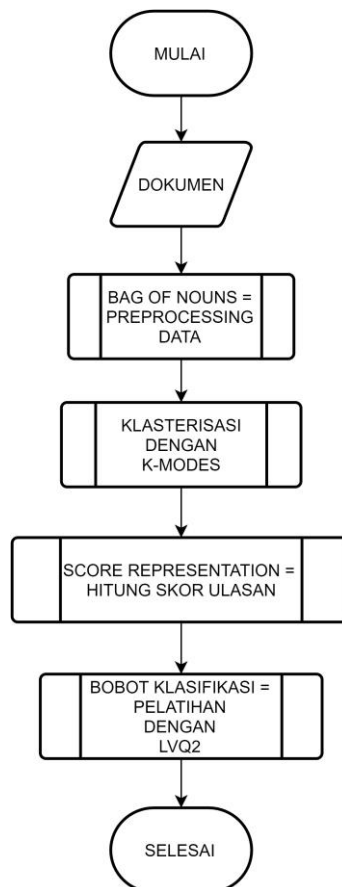 MULAI
DOKUMEN
BAG OF NOUNS =
PREPROCESSING
DATA
KLASTERISASI
DENGAN
K-MODES
SCORE REPRESENTATION =
HITUNG SKOR ULASAN
BOBOT KLASIFIKASI =
PELATIHAN
DENGAN
LVQ2
SELESAI